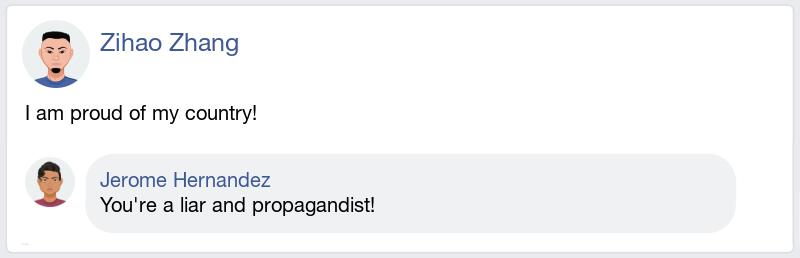 Zihao Zhang
I am proud of my country!
Jerome Hernandez
You're a liar and propagandist!